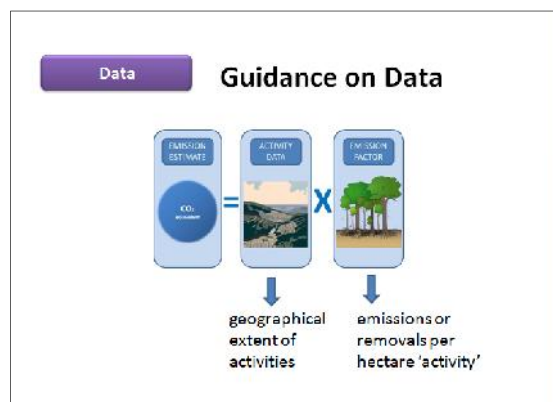 Data
Guidance on Data
EMISSION
ESTIMATE
ACTIVITY
DATA
EMISSION
FACTOR
CO₂
=
X
geographical
extent of
activities
emissions or
removals per
hectare 'activity'